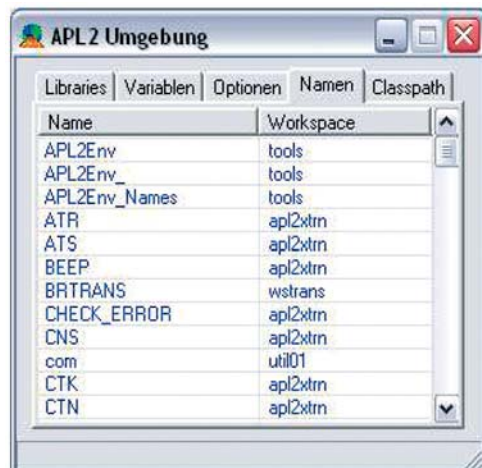 APL2 Umgebung
Libraries Variablen Optionen Namen Classpath
Name Workspace
APL2Env tools
APL2Env_ tools
APL2Env_Names tools
ATR apl2xtrn
ATS apl2xtrn
BEEP apl2xtrn
BRTRANS wstrans
CHECK_ERROR apl2xtrn
CNS apl2xtrn
com util01
CTK apl2xtrn
CTN apl2xtrn